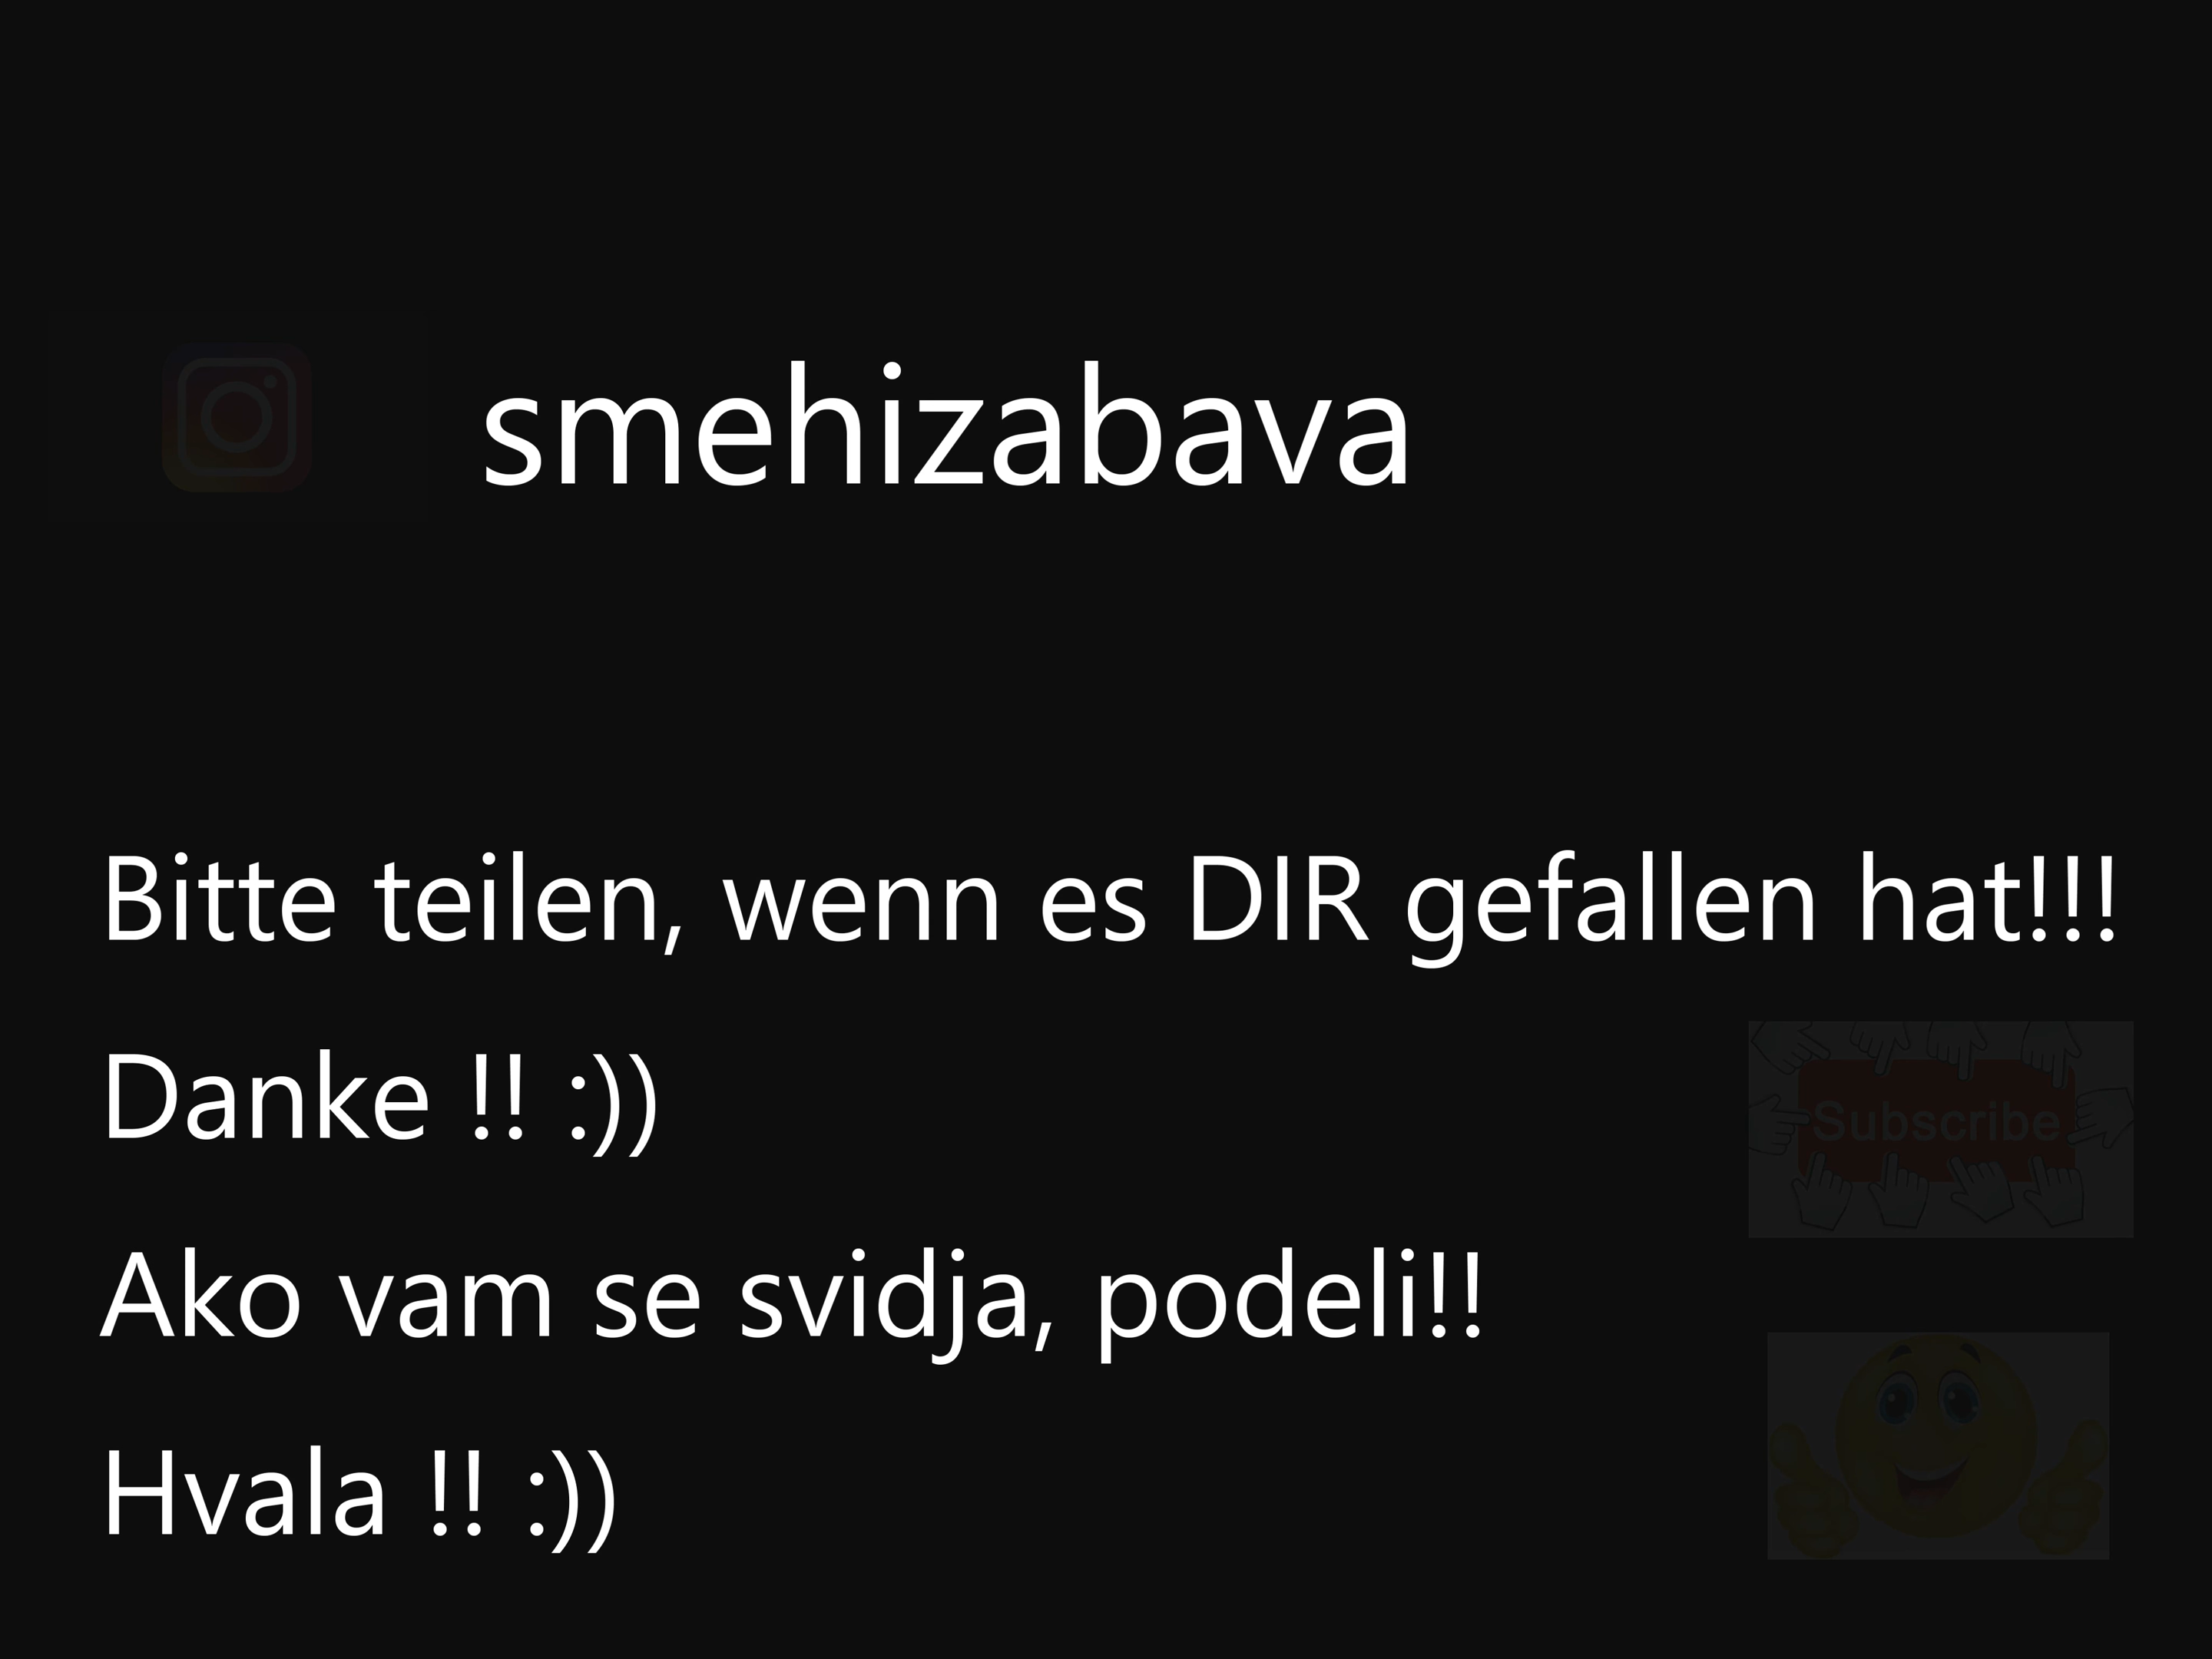 smehizabava
Bitte teilen, wenn es DIR gefallen hat!!!
Danke !! :))
Subscribe
Ako vam se svidja, podeli!!
Hvala !! :))